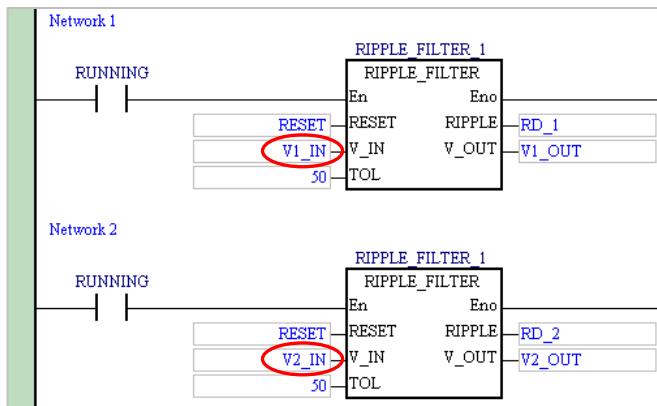 Network 1
RIPPLE_FILTER_1
RUNNING
RIPPLE_FILTER
En Eno
RESET RESET RIPPLE RD_1
V1_IN V_IN V_OUT V1_OUT
50 TOL
Network 2
RIPPLE_FILTER_1
RUNNING
RIPPLE_FILTER
En Eno
RESET RESET RIPPLE RD_2
V2_IN V_IN V_OUT V2_OUT
50 TOL